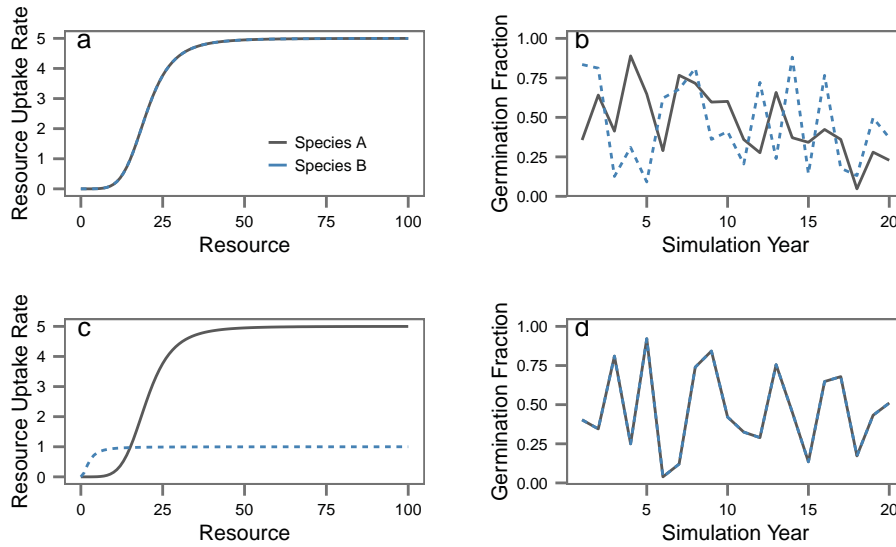 a
Resource Uptake Rate
5
4
3
2
1
0
Species A
Species B
0
25
50
75
100
Resource
b
Germination Fraction
1.00
0.75
0.50
0.25
0.00
5
10
15
20
Simulation Year
c
Resource Uptake Rate
5
4
3
2
1
0
0
25
50
75
100
Resource
d
Germination Fraction
1.00
0.75
0.50
0.25
0.00
5
10
15
20
Simulation Year